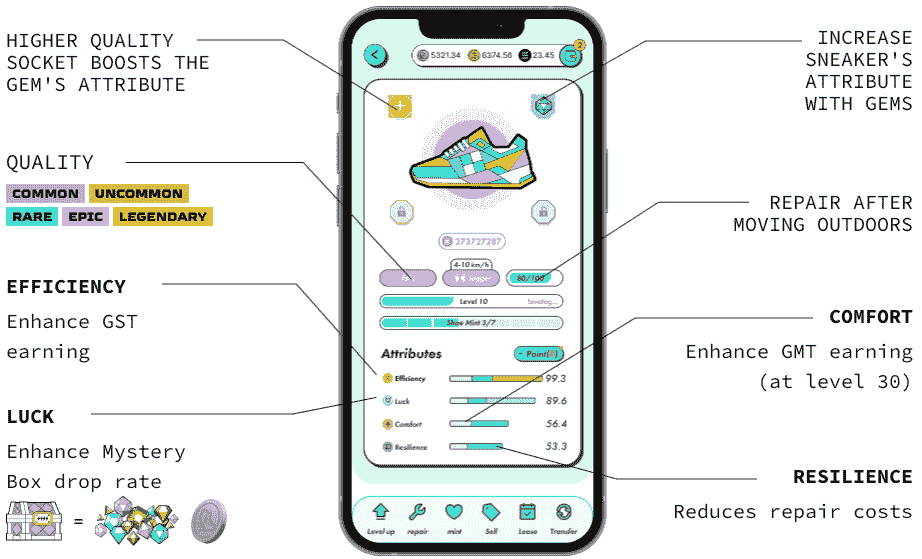 HIGHER QUALITY
SOCKET BOOSTS THE
GEM'S ATTRIBUTE
QUALITY
COMMON UNCOMMON
RARE EPIC LEGENDARY
EFFICIENCY
Enhance GST
earning
LUCK
Enhance Mystery
Box drop rate
=
5321.34 6374.56 23.45
2
273727287
4-10 km/h
Epic Jogger 80/100
Level 10
Shoe Mint 3/7
Attributes
Efficiency 99.3
Luck 89.6
Comfort 56.4
Resilience 53.3
Level up repair mint Sell Lease Transfer
INCREASE
SNEAKER'S
ATTRIBUTE
WITH GEMS
REPAIR AFTER
MOVING OUTDOORS
COMFORT
Enhance GMT earning
(at level 30)
RESILIENCE
Reduces repair costs